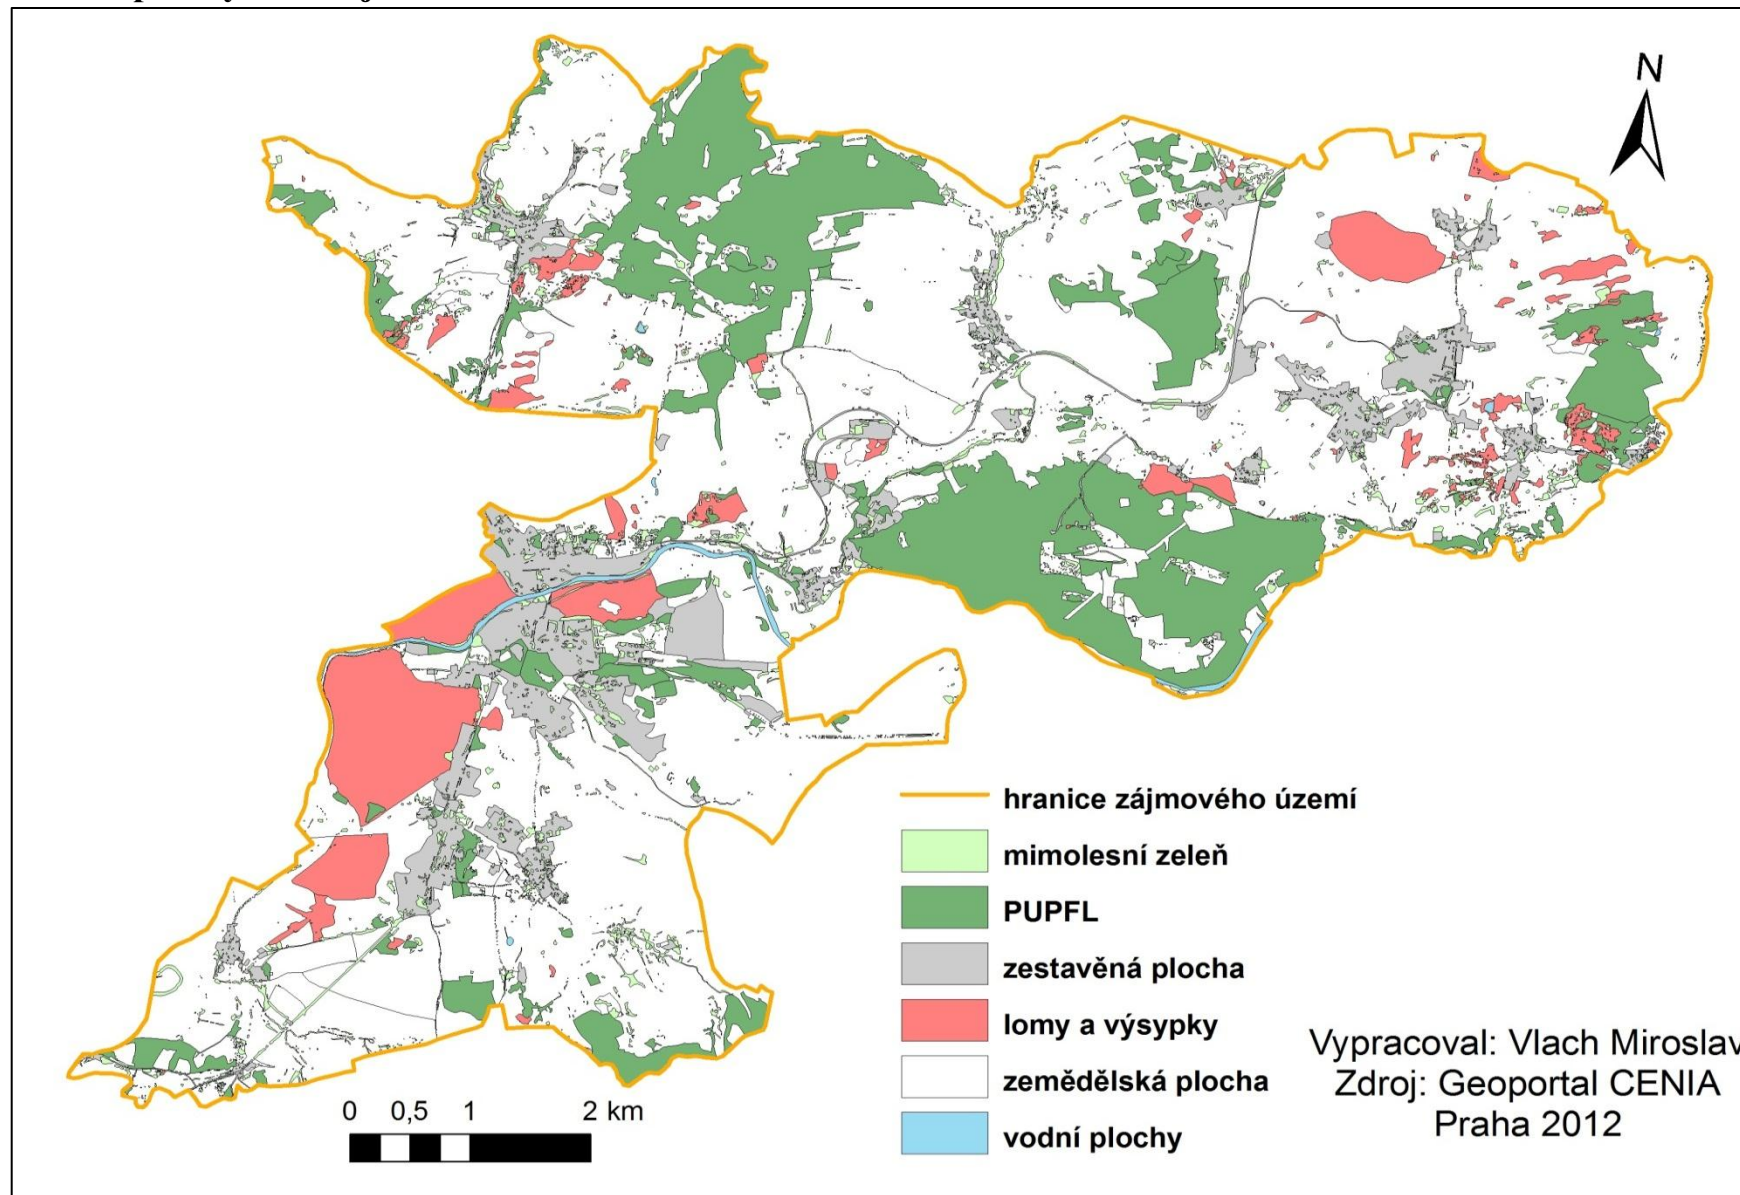 N
hranice zájmového území
mimolesní zeleň
PUPFL
zestavěná plocha
lomy a výsypky
zemědělská plocha
vodní plochy
0 0,5 1 2 km
Vypracoval: Vlach Miroslav
Zdroj: Geoportal CENIA
Praha 2012